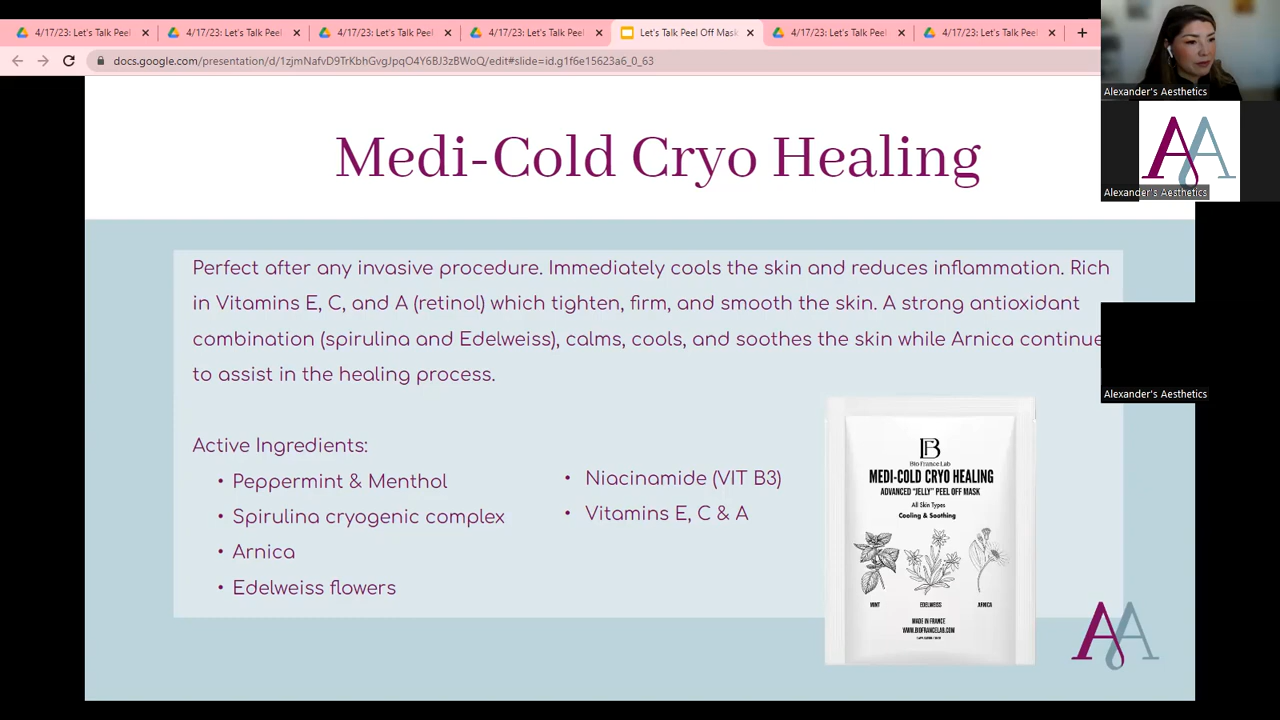 4/17/23: Let's Talk Peel
4/17/23: Let's Talk Peel
4/17/23: Let's Talk Peel
4/17/23: Let's Talk Peel
Let's Talk Peel Off Mask
4/17/23: Let's Talk Peel
4/17/23: Let's Talk Peel
docs.google.com/presentation/d/1zjmNafvD9TrKbhGvgJpqO4Y6BJ3zBWoQ/edit#slide=id.g1f6e15623a6_0_63
Alexander's Aesthetics
AA
Alexander's Aesthetics
Alexander's Aesthetics
Medi-Cold Cryo Healing
Perfect after any invasive procedure. Immediately cools the skin and reduces inflammation. Rich
in Vitamins E, C, and A (retinol) which tighten, firm, and smooth the skin. A strong antioxidant
combination (spirulina and Edelweiss), calms, cools, and soothes the skin while Arnica continue
to assist in the healing process.
Active Ingredients:
• Peppermint & Menthol
• Spirulina cryogenic complex
• Arnica
• Edelweiss flowers
• Niacinamide (VIT B3)
• Vitamins E, C & A
Bio France Lab
MEDI-COLD CRYO HEALING
ADVANCED "JELLY" PEEL OFF MASK
All Skin Types
Cooling & Soothing
MINT
EDELWEISS
ARNICA
MADE IN FRANCE
WWW.BIOFRANCELAB.COM
AA